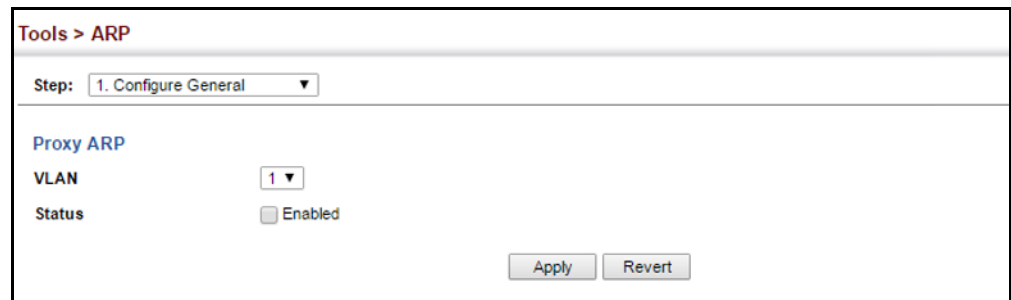 Tools > ARP
Step: 1. Configure General
Proxy ARP
VLAN 1
Status Enabled
Apply Revert